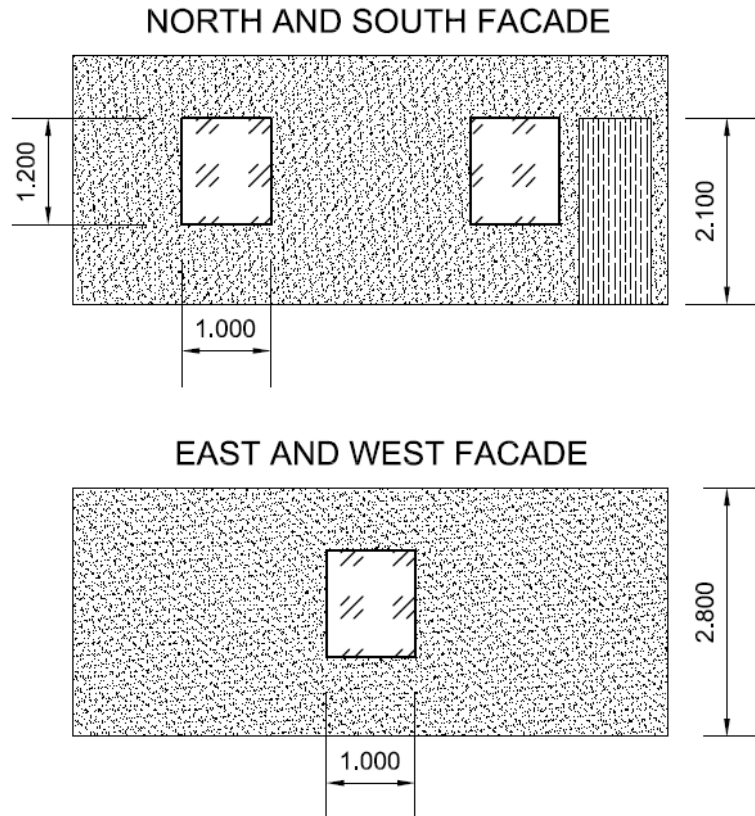 NORTH AND SOUTH FACADE
1.200
2.100
1.000
EAST AND WEST FACADE
2.800
1.000